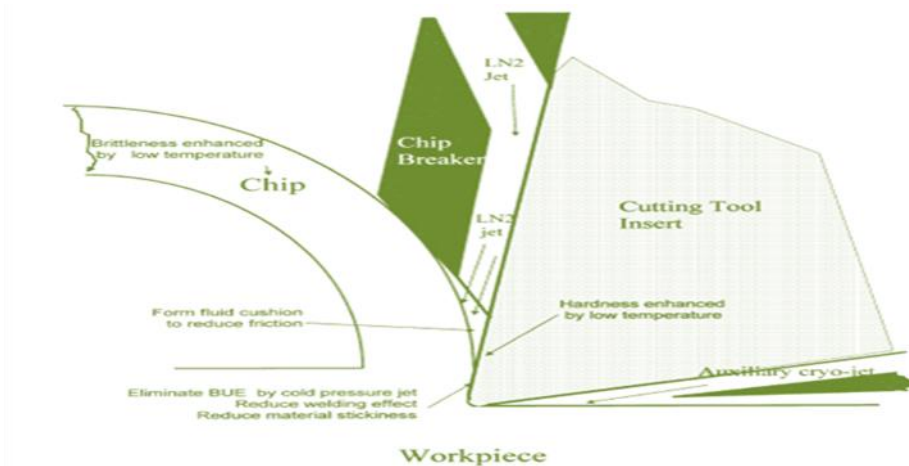 LN2
Jet
Brittleness enhanced
by low temperature
Chip
Chip
Breaker
LN2
jet
Cutting Tool
Insert
Form fluid cushion
to reduce friction
Hardness enhanced
by low temperature
Auxiliary cryo-jet
Eliminate BUE by cold pressure jet
Reduce welding effect
Reduce material stickiness
Workpiece